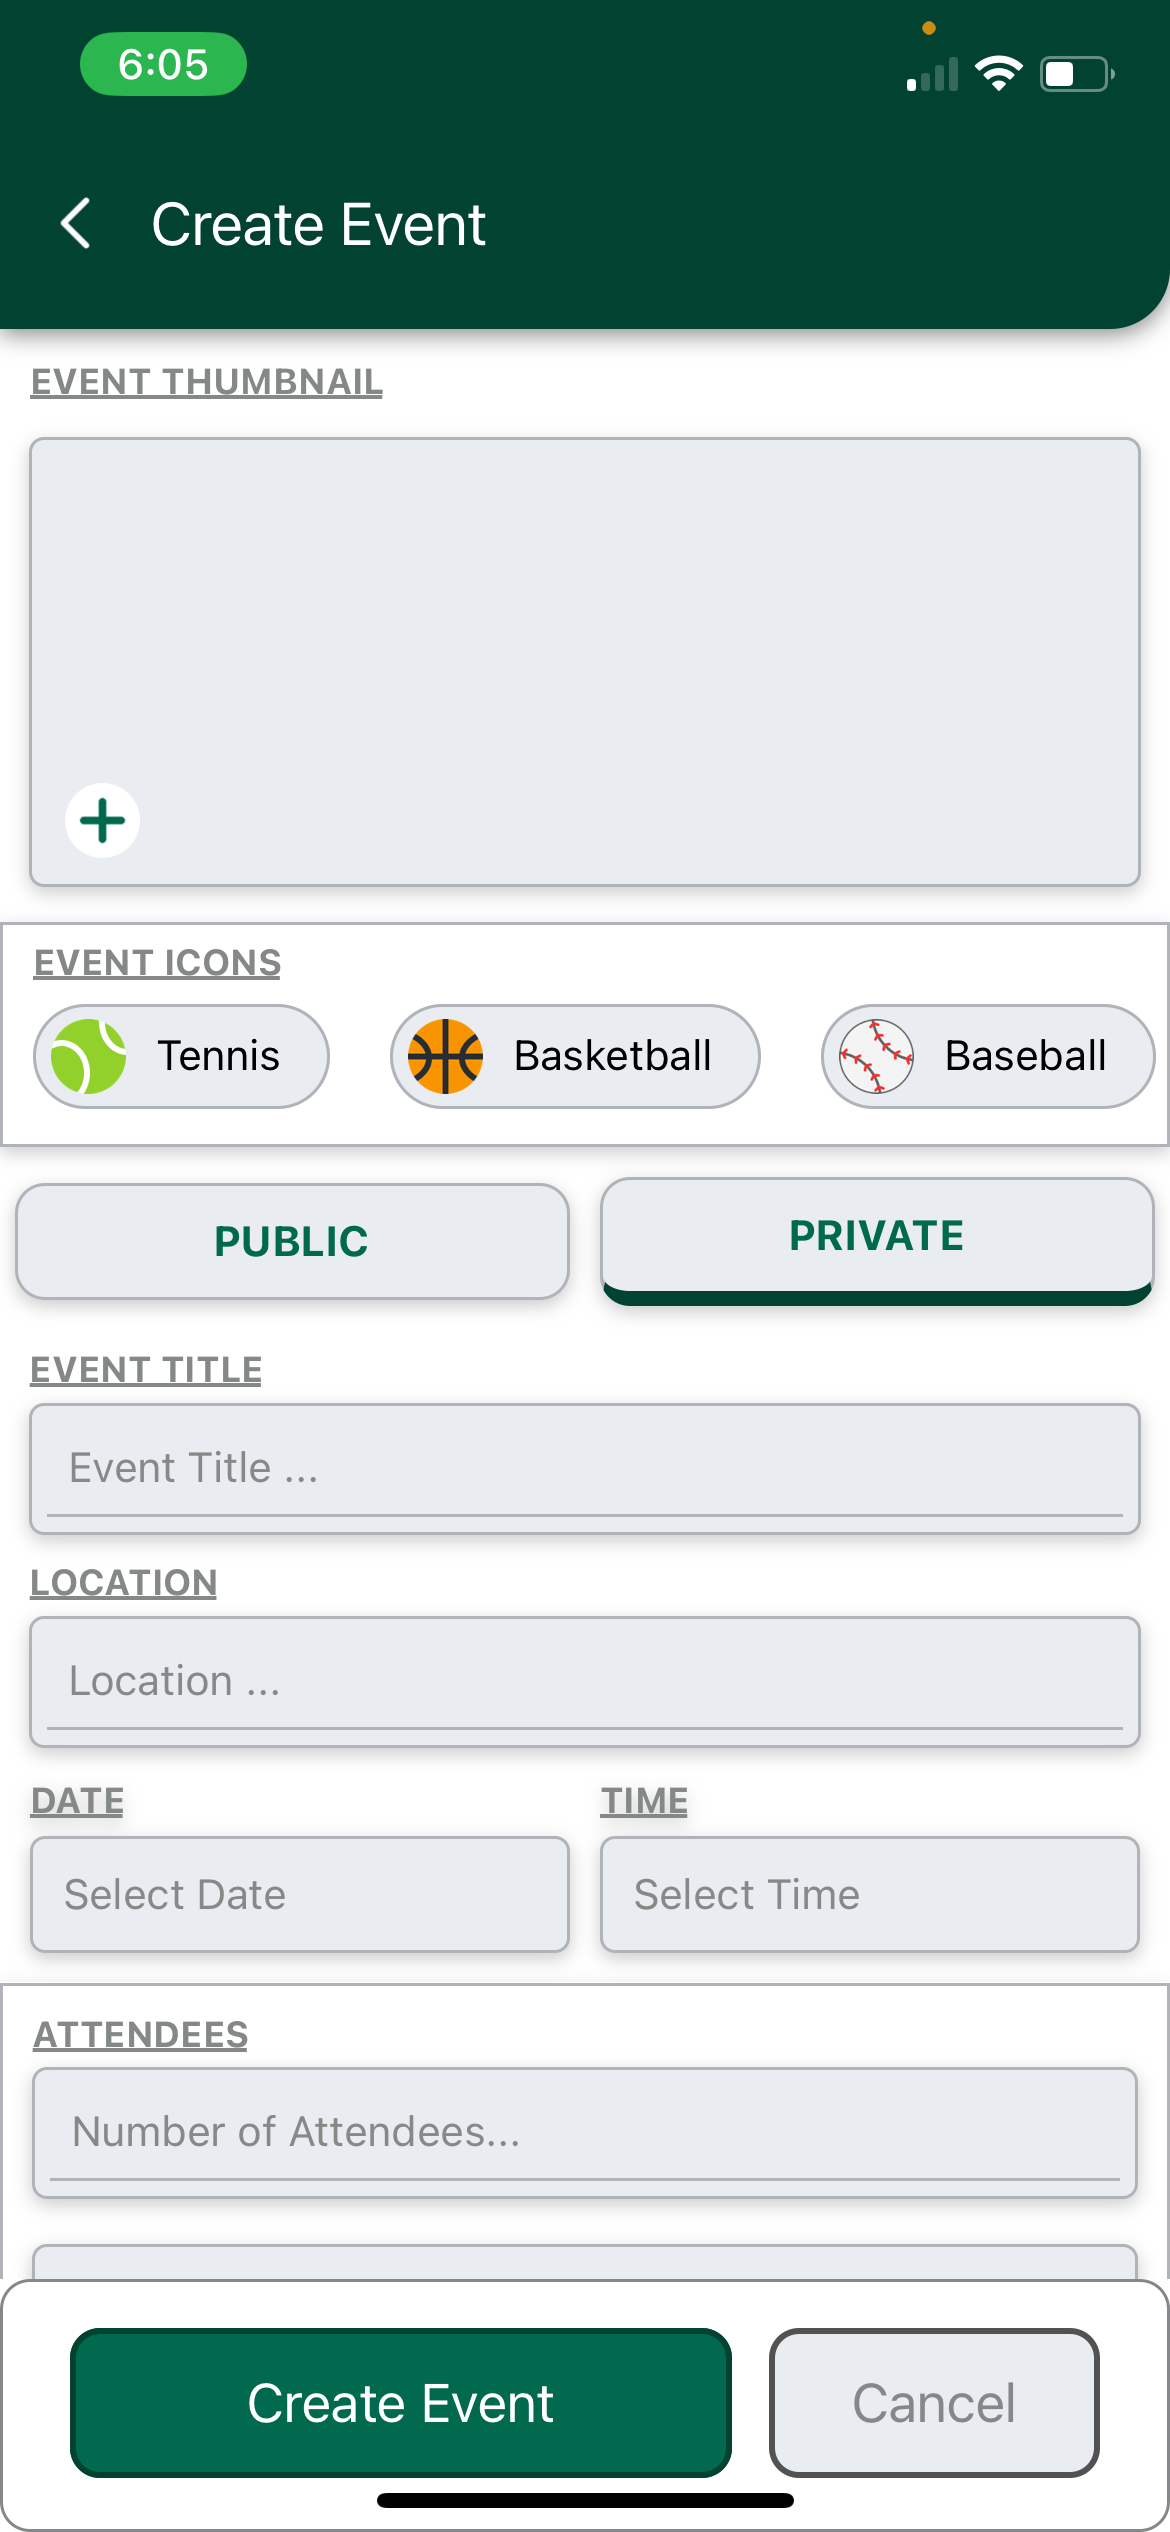 6:05
Create Event
EVENT THUMBNAIL
EVENT ICONS
Tennis
Basketball
Baseball
PUBLIC
PRIVATE
EVENT TITLE
Event Title ...
LOCATION
Location ...
DATE
TIME
Select Date
Select Time
ATTENDEES
Number of Attendees...
Create Event
Cancel